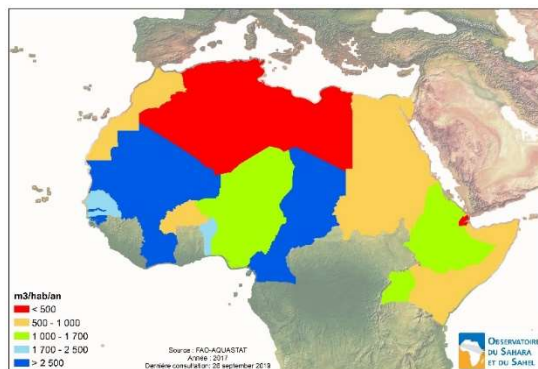 m3/hab/an
< 500
500 - 1 000
1 000 - 1 700
1 700 - 2 500
> 2 500
Source : FAO-AQUASTAT
Année : 2017
Dernière consultation: 26 septembre 2019
OBSERVATOIRE
DU SAHARA
ET DU SAHEL